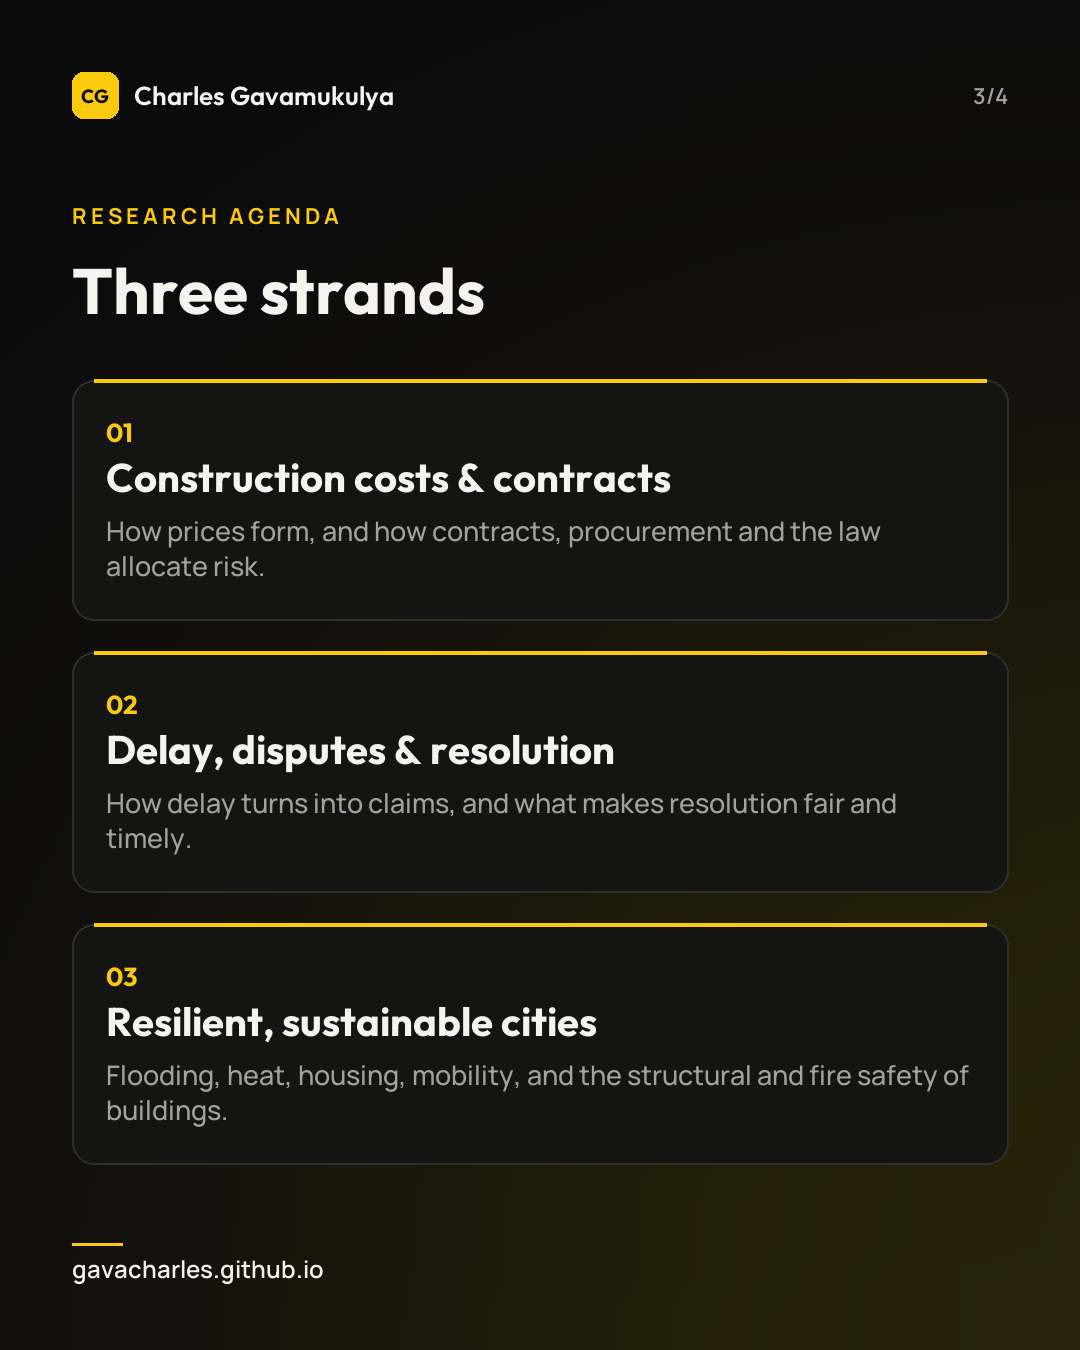 CG
Charles Gavamukulya
3/4
RESEARCH AGENDA
Three strands
01
Construction costs & contracts
How prices form, and how contracts, procurement and the law
allocate risk.
02
Delay, disputes & resolution
How delay turns into claims, and what makes resolution fair and
timely.
03
Resilient, sustainable cities
Flooding, heat, housing, mobility, and the structural and fire safety of
buildings.
gavacharles.github.io